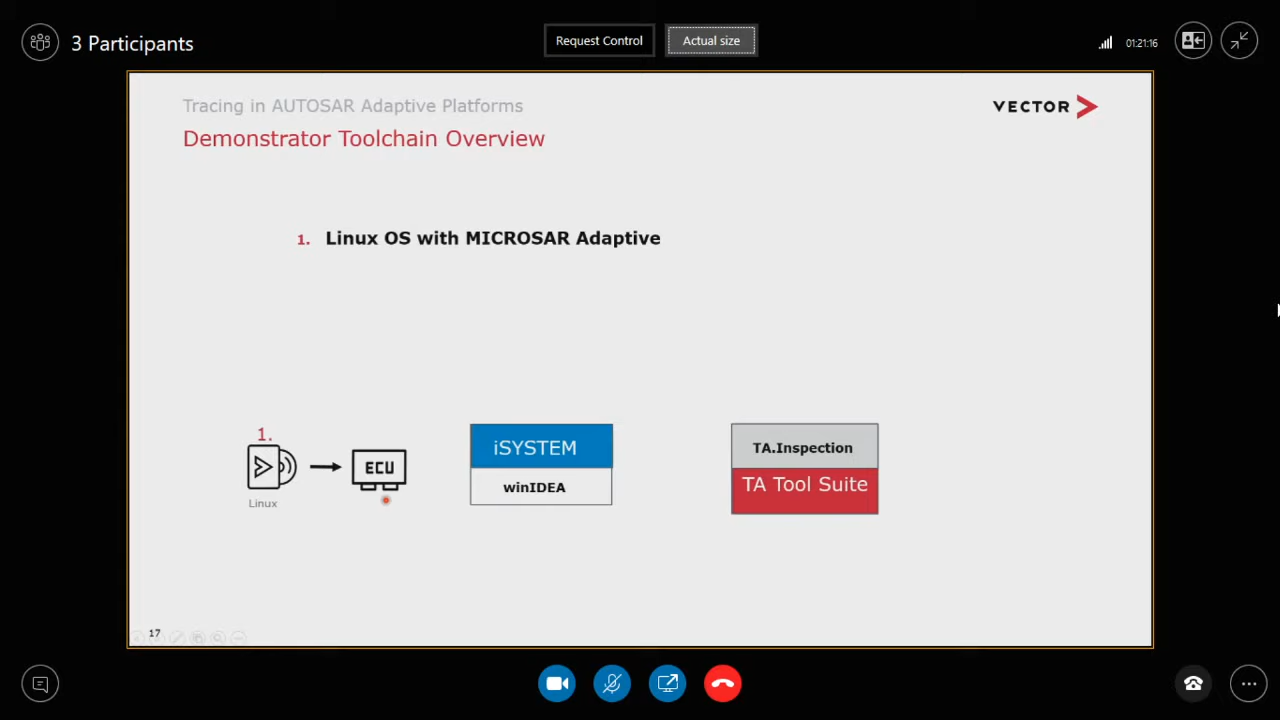 3 Participants
Request Control
Actual size
01:21:16
Tracing in AUTOSAR Adaptive Platforms
VECTOR
Demonstrator Toolchain Overview
1. Linux OS with MICROSAR Adaptive
1.
Linux
ECU
iSYSTEM
winIDEA
TA.Inspection
TA Tool Suite
17